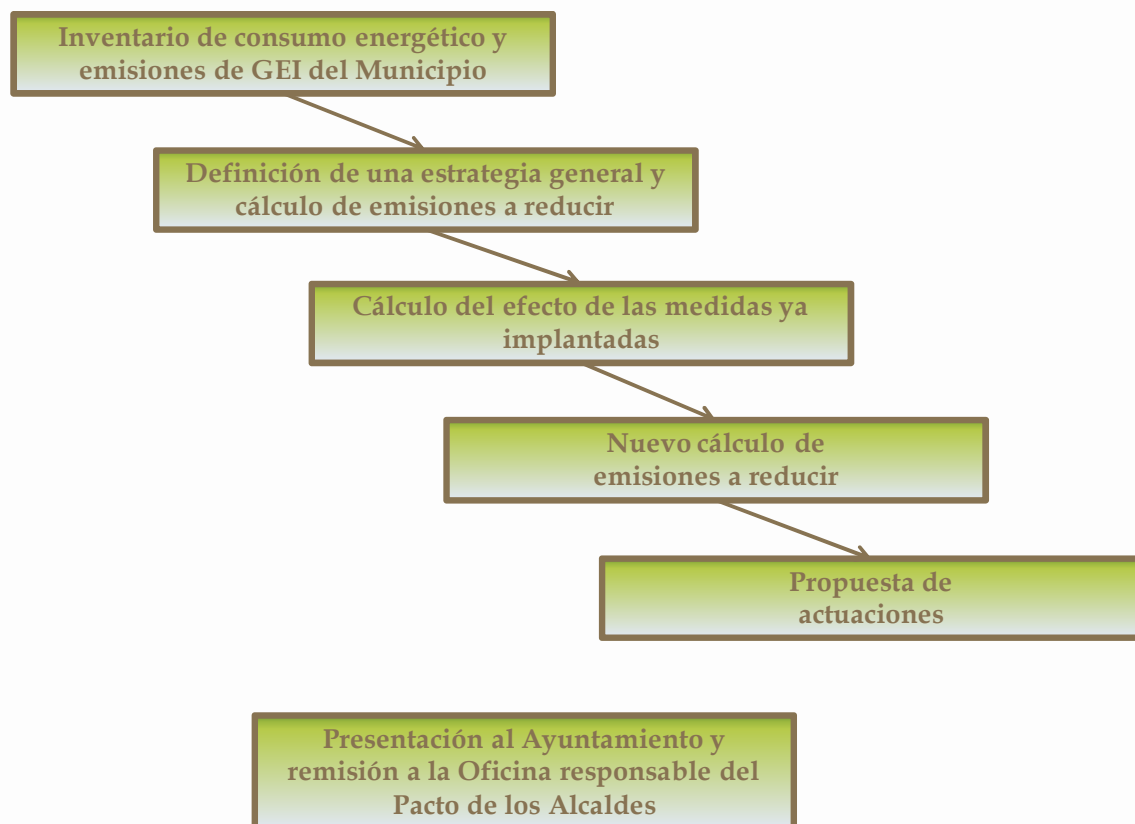 Inventario de consumo energético y
emisiones de GEI del Municipio
Definición de una estrategia general y
cálculo de emisiones a reducir
Cálculo del efecto de las medidas ya
implantadas
Nuevo cálculo de
emisiones a reducir
Propuesta de
actuaciones
Presentación al Ayuntamiento y
remisión a la Oficina responsable del
Pacto de los Alcaldes